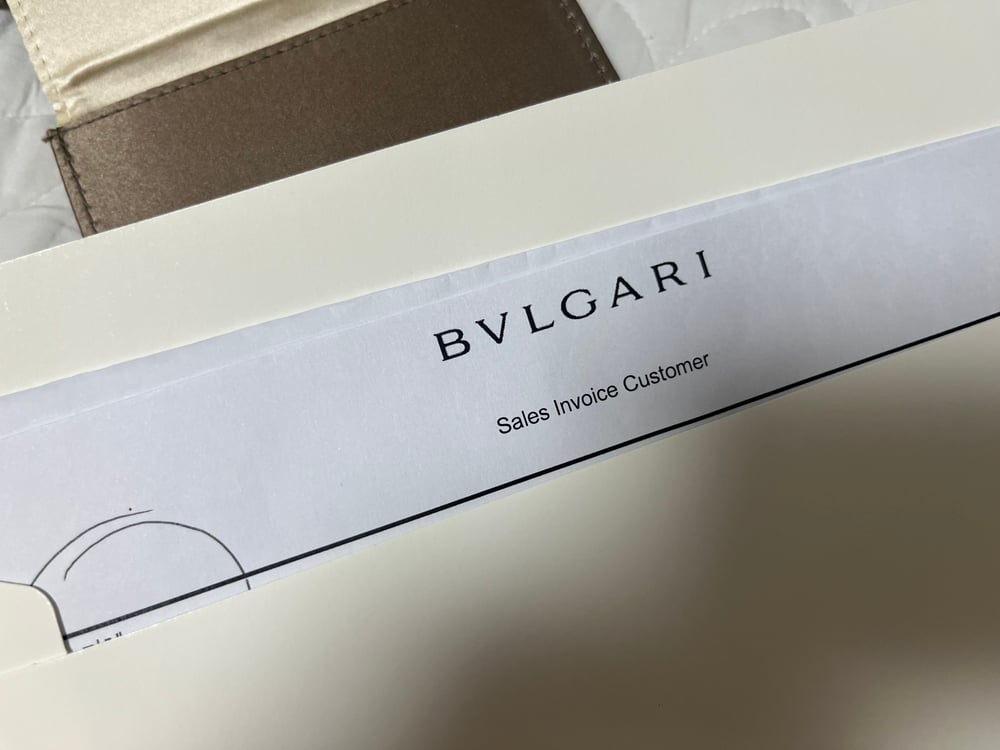 BVLGARI
Sales Invoice Customer